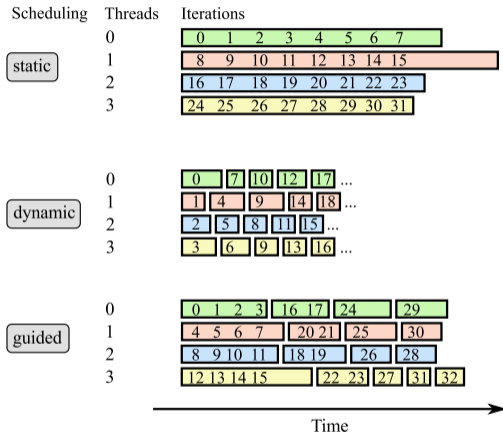 Scheduling Threads Iterations
0 0 1 2 3 4 5 6 7
static
1 8 9 10 11 12 13 14 15
2 16 17 18 19 20 21 22 23
3 24 25 26 27 28 29 30 31
0 0 7 10 12 17 ...
dynamic
1 1 4 9 14 18 ...
2 2 5 8 11 15 ...
3 3 6 9 13 16 ...
0 0 1 2 3 16 17 24 29
guided
1 4 5 6 7 20 21 25 30
2 8 9 10 11 18 19 26 28
3 12 13 14 15 22 23 27 31 32
Time